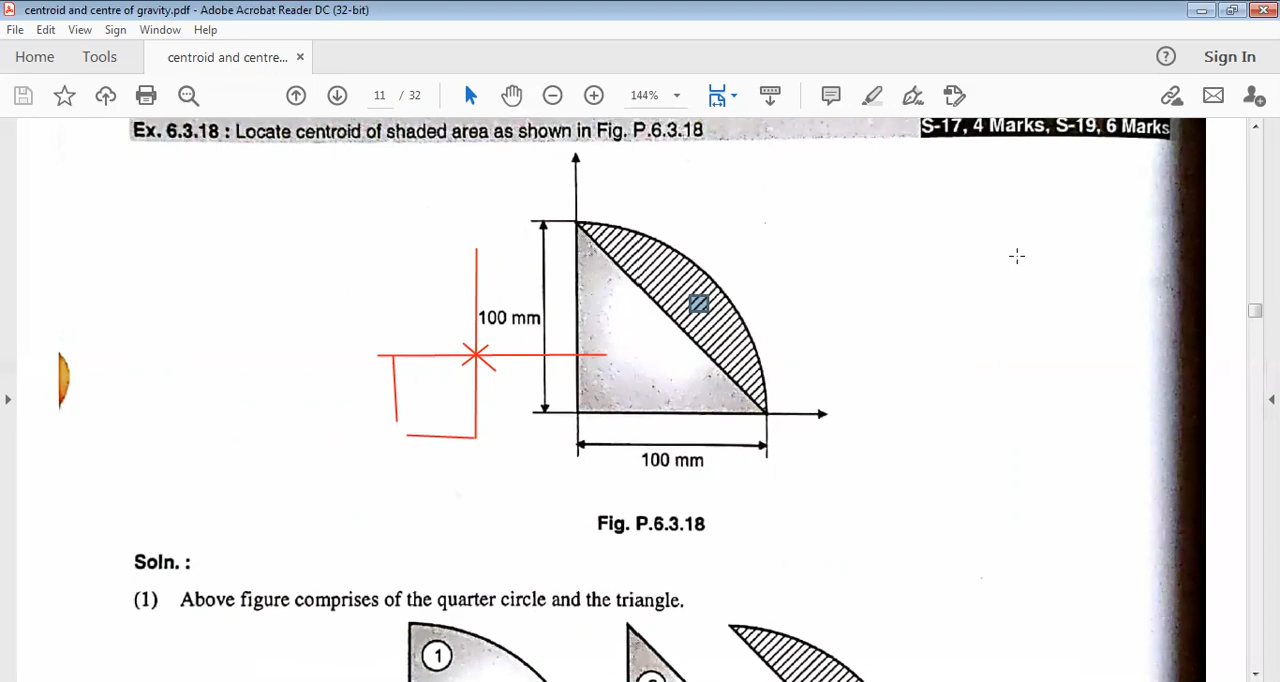 centroid and centre of gravity.pdf - Adobe Acrobat Reader DC (32-bit)
File Edit View Sign Window Help
Home Tools centroid and centre... × Sign In
11 / 32 144%
Ex. 6.3.18 : Locate centroid of shaded area as shown in Fig. P.6.3.18 S-17, 4 Marks, S-19, 6 Marks
100 mm
100 mm
Fig. P.6.3.18
Soln. :
(1) Above figure comprises of the quarter circle and the triangle.
1